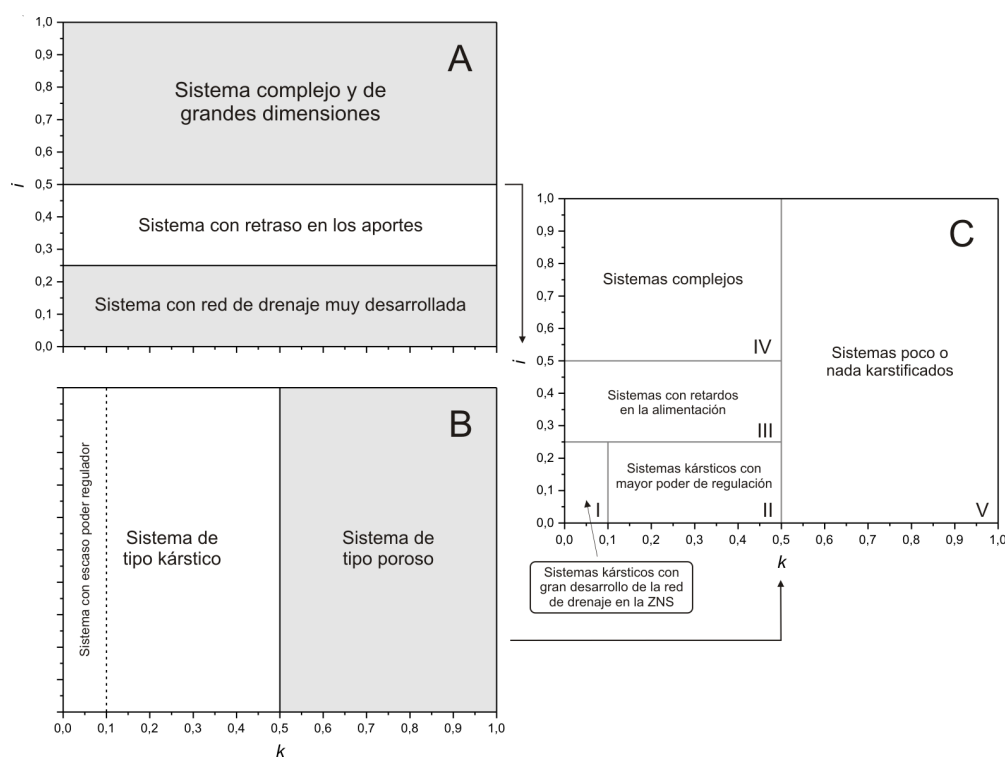 A
1,0
0,9
0,8
0,7
0,6
0,5
0,4
0,3
0,2
0,1
0,0
i
Sistema complejo y de
grandes dimensiones
Sistema con retraso en los aportes
Sistema con red de drenaje muy desarrollada
B
Sistema con escaso poder regulador
Sistema de
tipo kárstico
Sistema de
tipo poroso
0,0 0,1 0,2 0,3 0,4 0,5 0,6 0,7 0,8 0,9 1,0
k
C
1,0
0,9
0,8
0,7
0,6
0,5
0,4
0,3
0,2
0,1
0,0
i
Sistemas complejos
IV
Sistemas con retardos
en la alimentación
III
Sistemas kársticos con
mayor poder de regulación
I
II
Sistemas poco o
nada karstificados
V
0,0 0,1 0,2 0,3 0,4 0,5 0,6 0,7 0,8 0,9 1,0
k
Sistemas kársticos con
gran desarrollo de la red
de drenaje en la ZNS